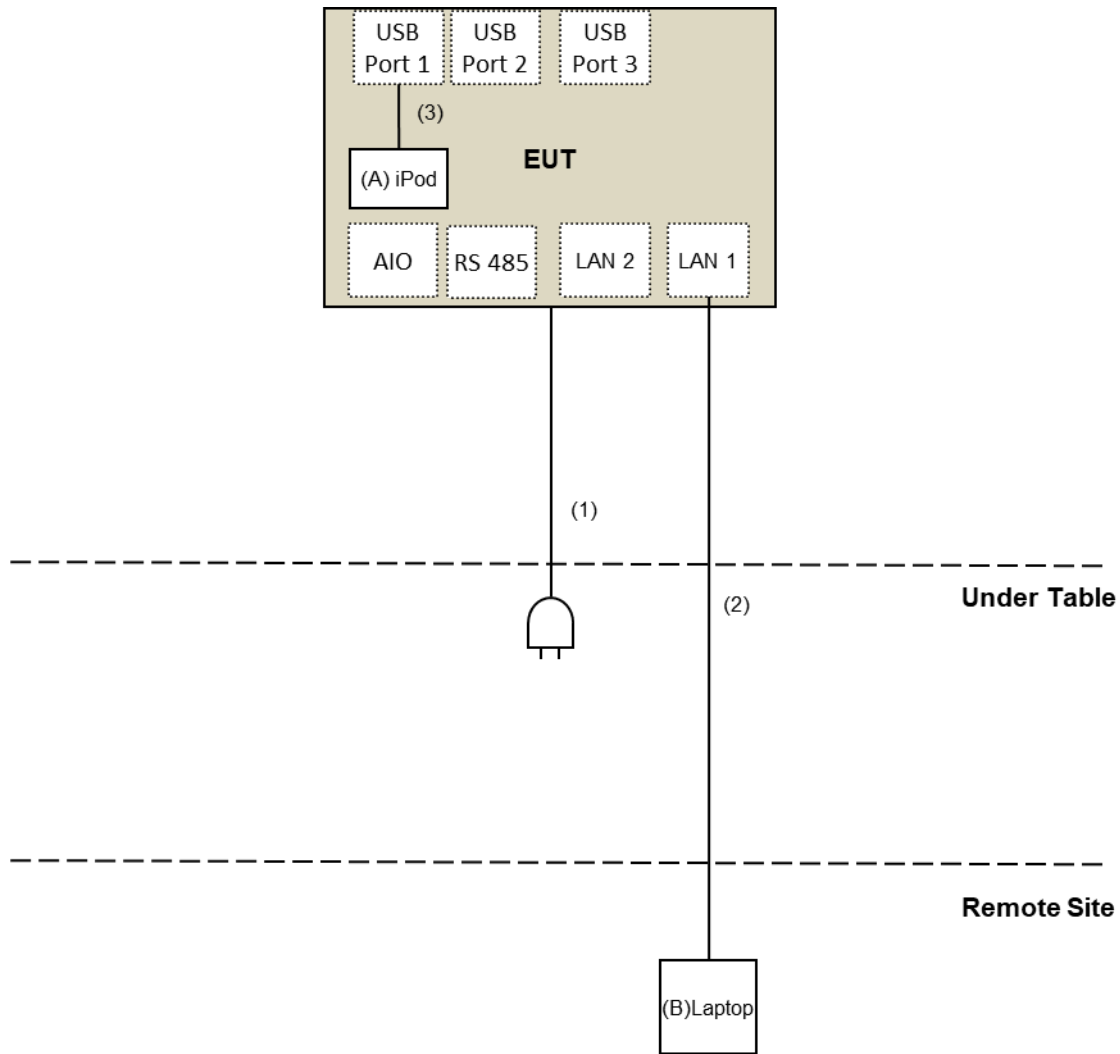 USB
Port 1
USB
Port 2
USB
Port 3
(3)
EUT
(A) iPod
AIO
RS 485
LAN 2
LAN 1
(1)
Under Table
(2)
Remote Site
(B)Laptop